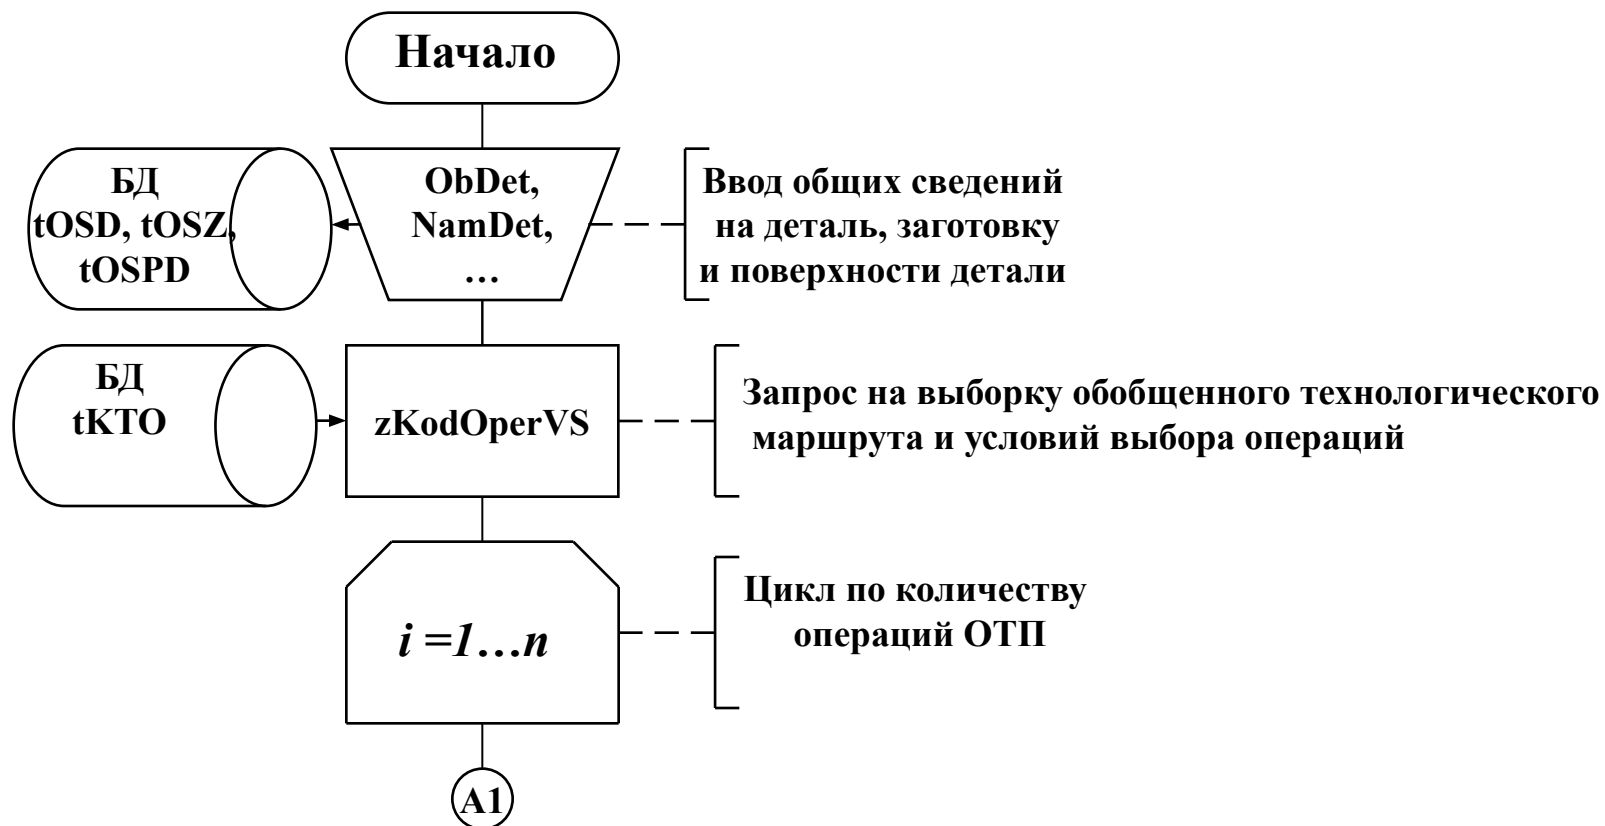 Начало
БД
tOSD, tOSZ,
tOSPD
ObDet,
NamDet,
...
Ввод общих сведений
на деталь, заготовку
и поверхности детали
БД
tKTO
zKodOperVS
Запрос на выборку обобщенного технологического
маршрута и условий выбора операций
i =1...n
Цикл по количеству
операций ОТП
А1